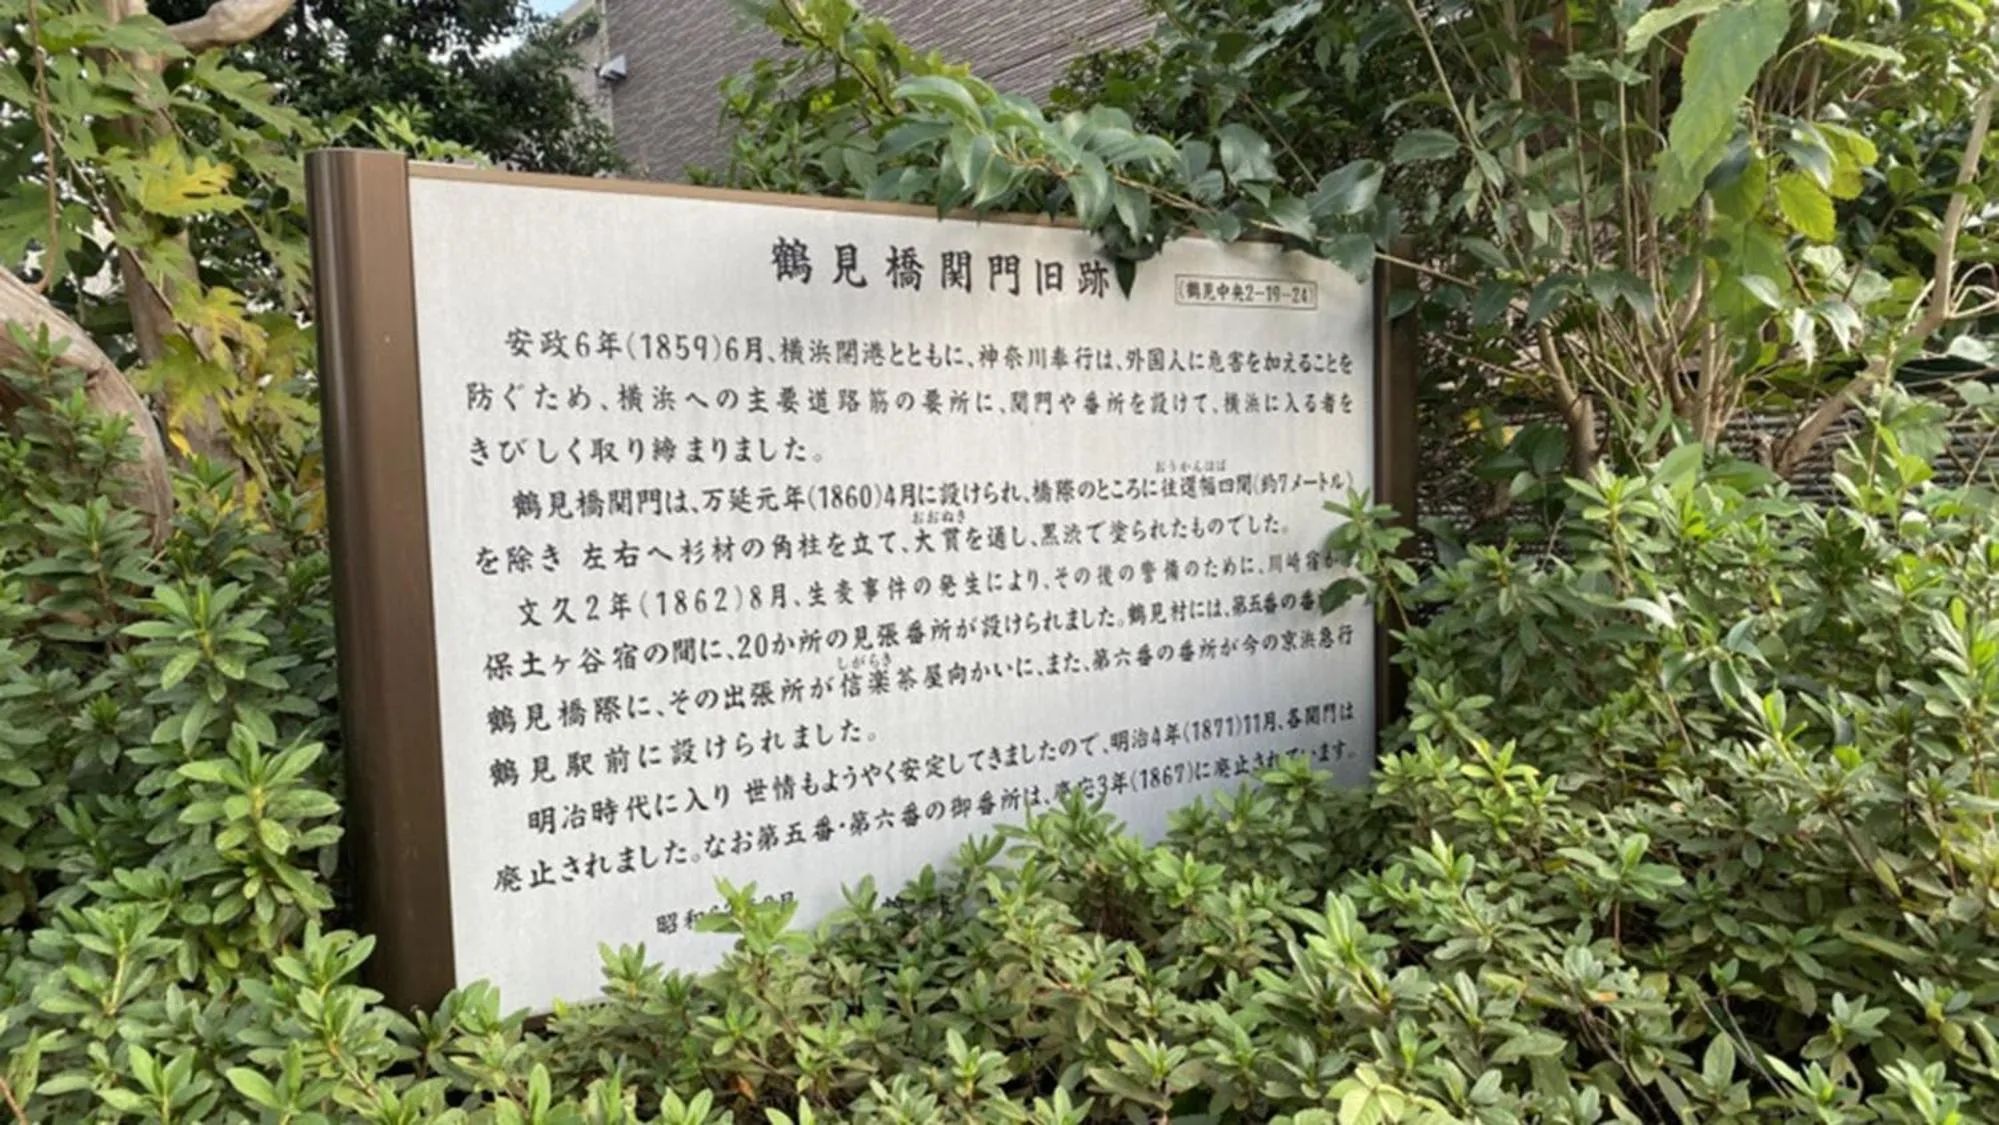 鶴見橋関門旧跡
(鶴見中央2-19-24)
安政6年(1859)6月、横浜開港とともに、神奈川奉行は、外国人に危害を加えることを
防ぐため、横浜への主要道路筋の要所に、関門や番所を設けて、横浜に入る者を
きびしく取り締まりました。
おうかんはば
鶴見橋関門は、万延元年(1860)4月に設けられ、橋際のところに往還幅四間(約7メートル)
おおぬき
を除き 左右へ杉材の角柱を立て、大貫を通し、黒渋で塗られたものでした。
文久2年(1862)8月、生麦事件の発生により、その後の警備のために、川崎宿か
保土ヶ谷宿の間に、20か所の見張番所が設けられました。鶴見村には、第五番の番
しがらき
鶴見橋際に、その出張所が信楽茶屋向かいに、また、第六番の番所が今の京浜急行
鶴見駅前に設けられました。
明治時代に入り 世情もようやく安定してきましたので、明治4年(1871)11月、各関門は
廃止されました。なお第五番・第六番の御番所は、慶応3年(1867)に廃止されています。
昭和